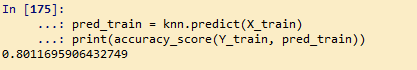 In [175]:
...: pred_train = knn.predict(X_train)
...: print(accuracy_score(Y_train, pred_train))
0.8011695906432749